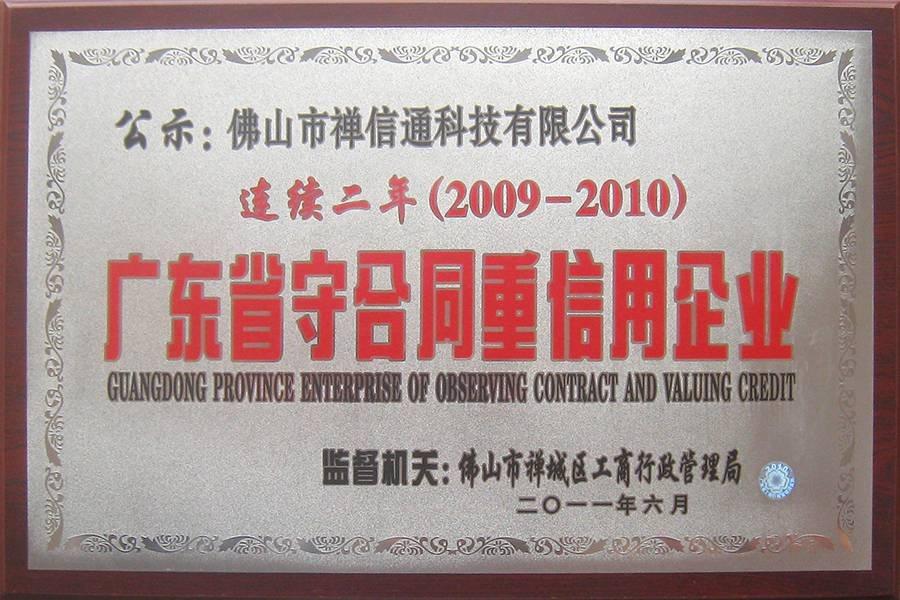 公示:佛山市禅信通科技有限公司
连续二年(2009-2010)
广东省守合同重信用企业
GUANGDONG PROVINCE ENTERPRISE OF OBSERVING CONTRACT AND VALUING CREDIT
监督机关:佛山市禅城区工商行政管理局
二〇一一年六月